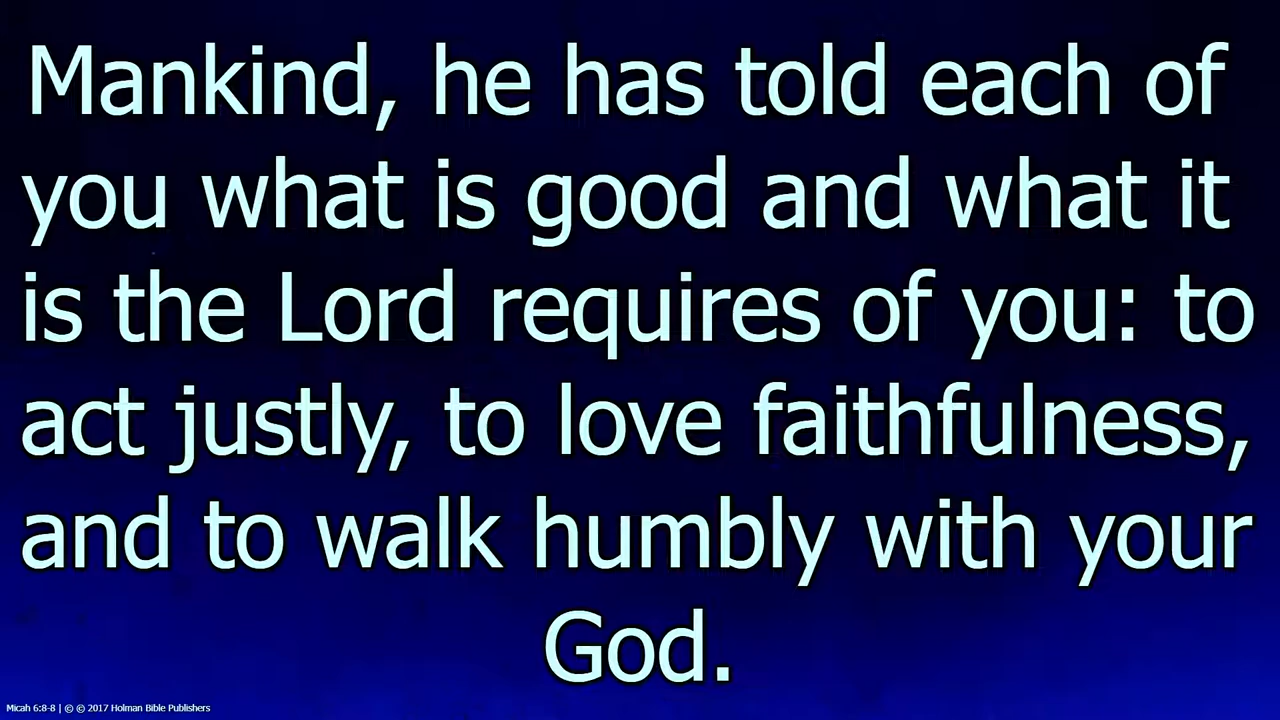 Mankind, he has told each of
you what is good and what it
is the Lord requires of you: to
act justly, to love faithfulness,
and to walk humbly with your
God.
Micah 6:8-8 | © © 2017 Holman Bible Publishers